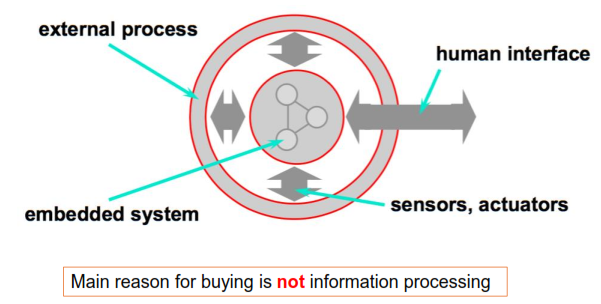 external process
human interface
embedded system
sensors, actuators
Main reason for buying is not information processing